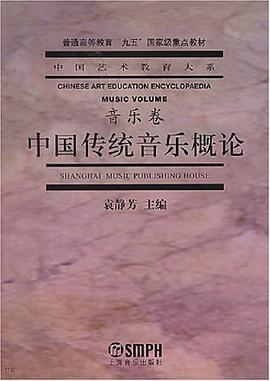 普通高等教育“九五”国家级重点教材
中国艺术教育大系
CHINESE ART EDUCATION ENCYCLOPAEDIA
MUSIC VOLUME
音乐卷
中国传统音乐概论
SHANGHAI MUSIC PUBLISHING HOUSE
袁静芳 主编
SMPH
上海音乐出版社